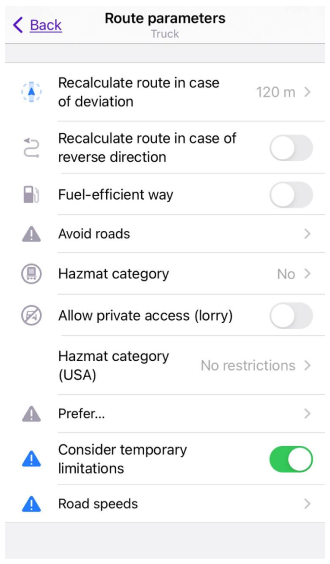 Back
Route parameters
Truck
Recalculate route in case
of deviation
120 m
Recalculate route in case of
reverse direction
Fuel-efficient way
Avoid roads
Hazmat category
No
Allow private access (lorry)
Hazmat category
(USA)
No restrictions
Prefer...
Consider temporary
limitations
Road speeds